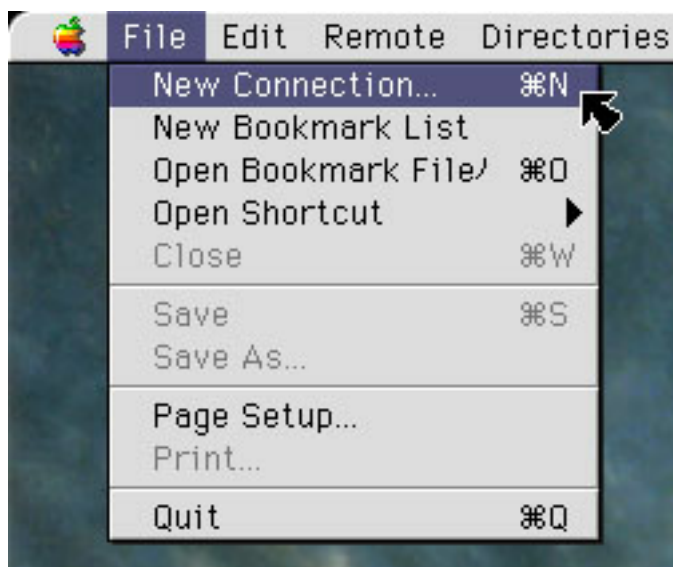 File Edit Remote Directories
New Connection... ⌘N
New Bookmark List
Open Bookmark File/ ⌘O
Open Shortcut
Close ⌘W
Save ⌘S
Save As...
Page Setup...
Print...
Quit ⌘Q